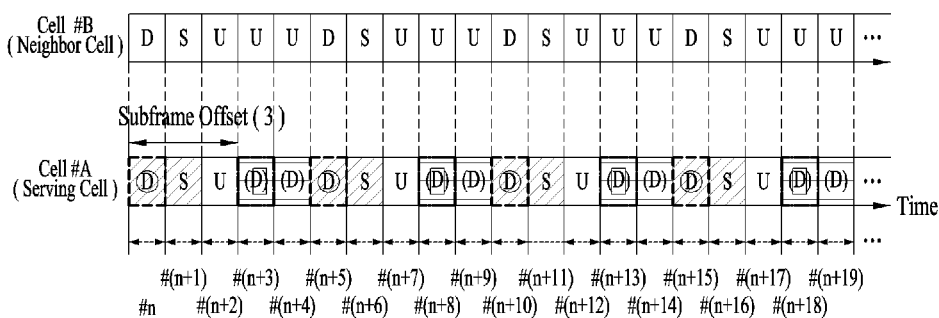 Cell #B
( Neighbor Cell )
D S U U U D S U U U D S U U U D S U U U ...
Subframe Offset ( 3 )
Cell #A
( Serving Cell )
D S U (D) (D) D S U (D) (D) D S U (D) (D) D S U (D) (D) ...
Time
...
#(n+1) #(n+3) #(n+5) #(n+7) #(n+9) #(n+11) #(n+13) #(n+15) #(n+17) #(n+19)
#n #(n+2) #(n+4) #(n+6) #(n+8) #(n+10) #(n+12) #(n+14) #(n+16) #(n+18)